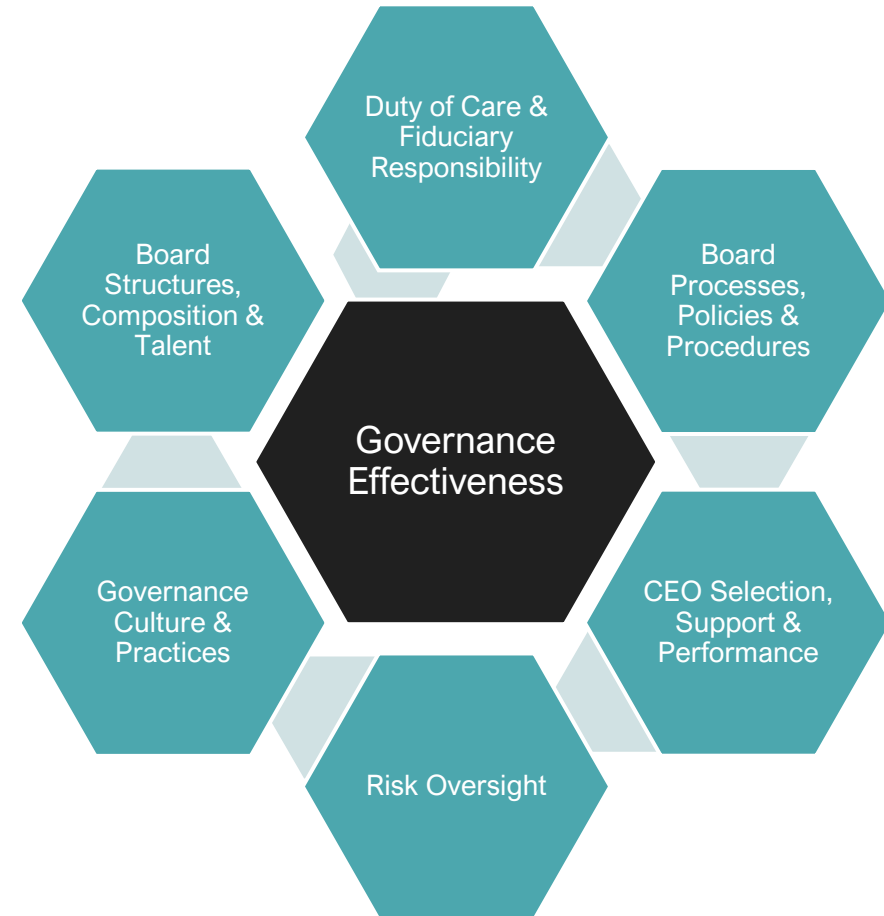 Duty of Care &
Fiduciary
Responsibility
Board
Structures,
Composition &
Talent
Board
Processes,
Policies &
Procedures
Governance
Effectiveness
Governance
Culture &
Practices
CEO Selection,
Support &
Performance
Risk Oversight